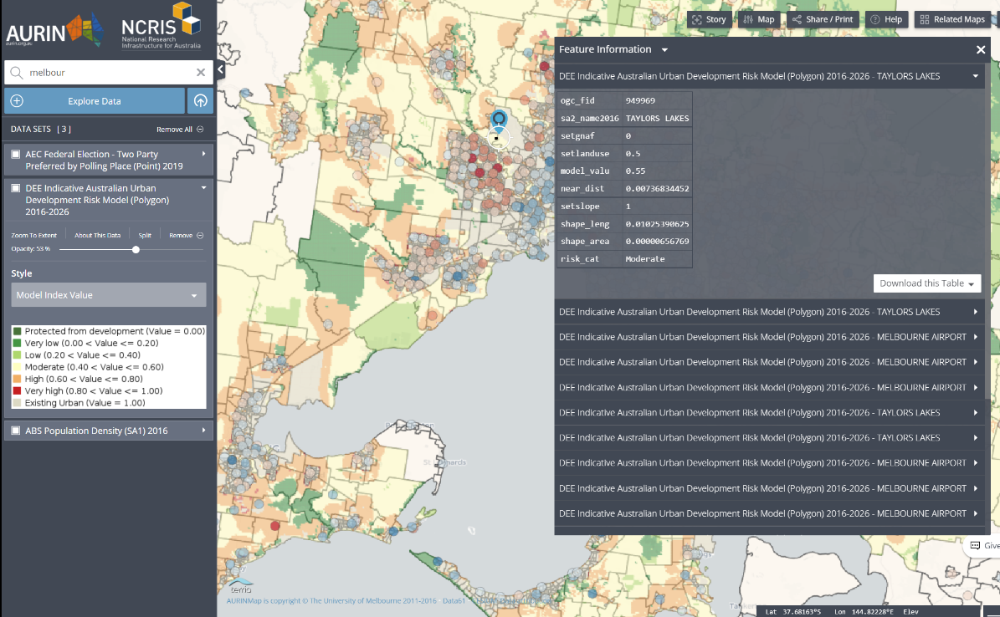 AURIN
aurin.org.au
NCRIS
National Research
Infrastructure for Australia
melbour
Explore Data
DATA SETS [ 3 ]
Remove All
AEC Federal Election - Two Party
Preferred by Polling Place (Point) 2019
DEE Indicative Australian Urban
Development Risk Model (Polygon)
2016-2026
Zoom To Extent
About This Data
Split
Remove
Opacity: 53 %
Style
Model Index Value
Protected from development (Value = 0.00)
Very low (0.00 < Value <= 0.20)
Low (0.20 < Value <= 0.40)
Moderate (0.40 < Value <= 0.60)
High (0.60 < Value <= 0.80)
Very high (0.80 < Value <= 1.00)
Existing Urban (Value = 1.00)
ABS Population Density (SA1) 2016
Story
Map
Share / Print
Help
Related Maps
Feature Information
DEE Indicative Australian Urban Development Risk Model (Polygon) 2016-2026 - TAYLORS LAKES
ogc_fid 949969
sa2_name2016 TAYLORS LAKES
setgnaf 0
setlanduse 0.5
model_valu 0.55
near_dist 0.00736834452
setslope 1
shape_leng 0.01025390625
shape_area 0.00000656769
risk_cat Moderate
Download this Table
DEE Indicative Australian Urban Development Risk Model (Polygon) 2016-2026 - TAYLORS LAKES
DEE Indicative Australian Urban Development Risk Model (Polygon) 2016-2026 - MELBOURNE AIRPORT
DEE Indicative Australian Urban Development Risk Model (Polygon) 2016-2026 - MELBOURNE AIRPORT
DEE Indicative Australian Urban Development Risk Model (Polygon) 2016-2026 - MELBOURNE AIRPORT
DEE Indicative Australian Urban Development Risk Model (Polygon) 2016-2026 - TAYLORS LAKES
DEE Indicative Australian Urban Development Risk Model (Polygon) 2016-2026 - TAYLORS LAKES
DEE Indicative Australian Urban Development Risk Model (Polygon) 2016-2026 - MELBOURNE AIRPORT
DEE Indicative Australian Urban Development Risk Model (Polygon) 2016-2026 - MELBOURNE AIRPORT
DEE Indicative Australian Urban Development Risk Model (Polygon) 2016-2026 - MELBOURNE AIRPORT
Give
terria
AURINMap is copyright © The University of Melbourne 2011-2016
Data61
Lat 37.68163°S Lon 144.82228°E Elev